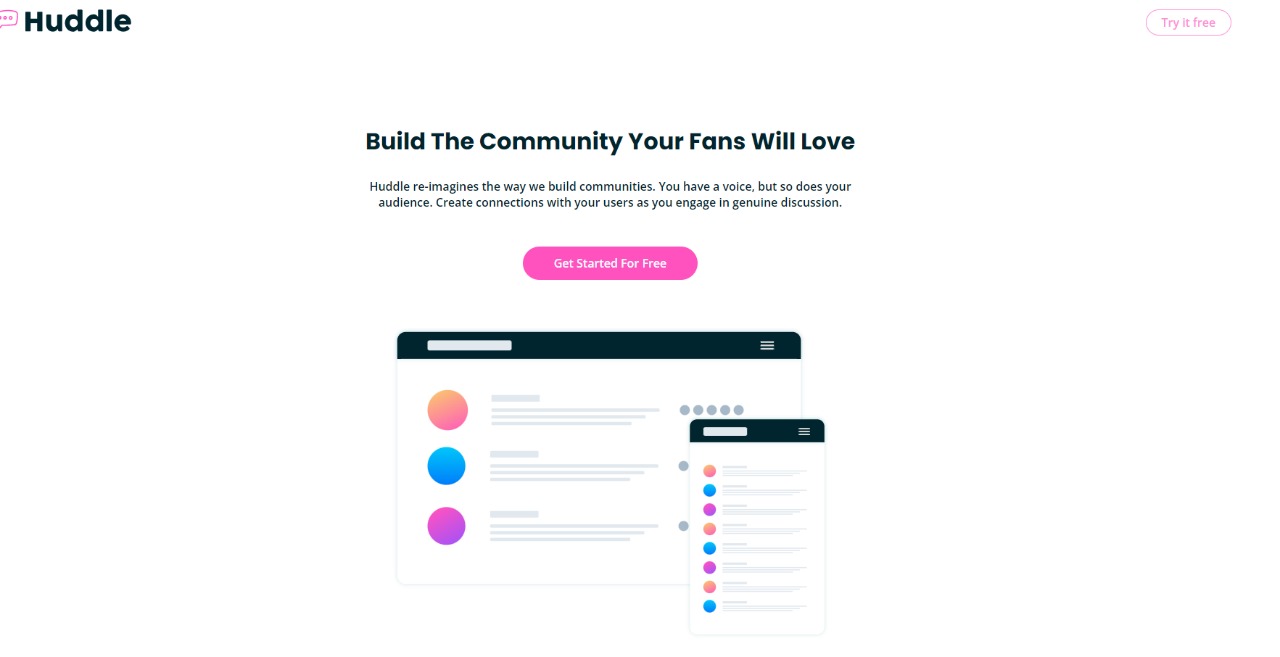 Huddle
Try it free
Build The Community Your Fans Will Love
Huddle re-imagines the way we build communities. You have a voice, but so does your
audience. Create connections with your users as you engage in genuine discussion.
Get Started For Free